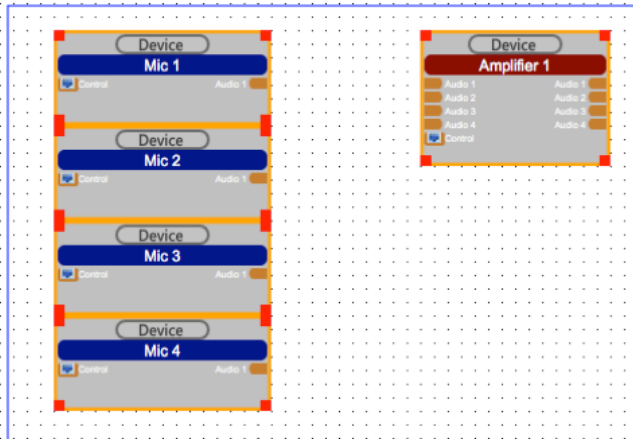 Device
Mic 1
Control Audio 1
Device
Mic 2
Control Audio 1
Device
Mic 3
Control Audio 1
Device
Mic 4
Control Audio 1
Device
Amplifier 1
Audio 1 Audio 1
Audio 2 Audio 2
Audio 3 Audio 3
Audio 4 Audio 4
Control